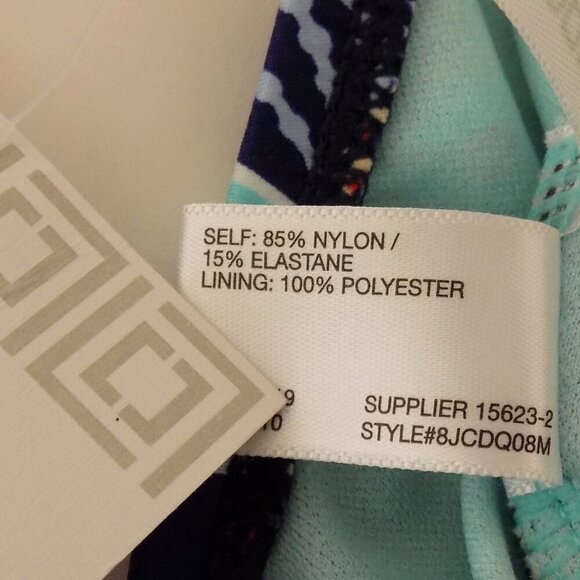 SELF: 85% NYLON /
15% ELASTANE
LINING: 100% POLYESTER
SUPPLIER 15623-2
STYLE#8JCDQ08M